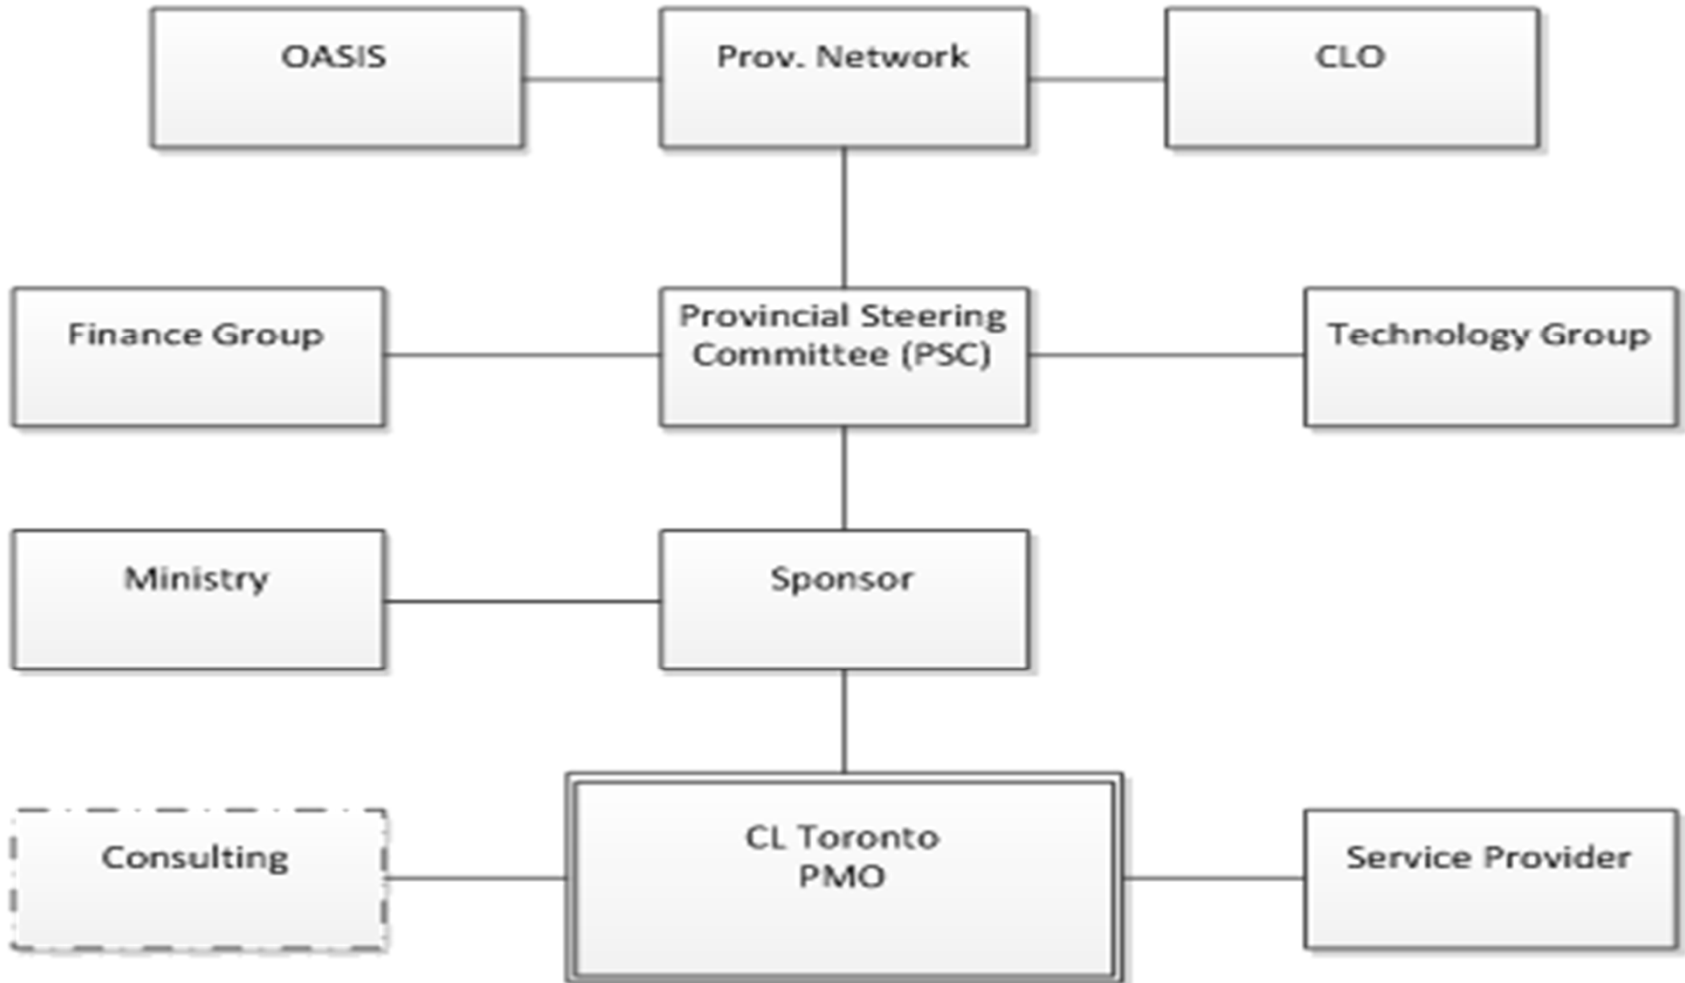 OASIS
Prov. Network
CLO
Finance Group
Provincial Steering
Committee (PSC)
Technology Group
Ministry
Sponsor
Consulting
CL Toronto
PMO
Service Provider